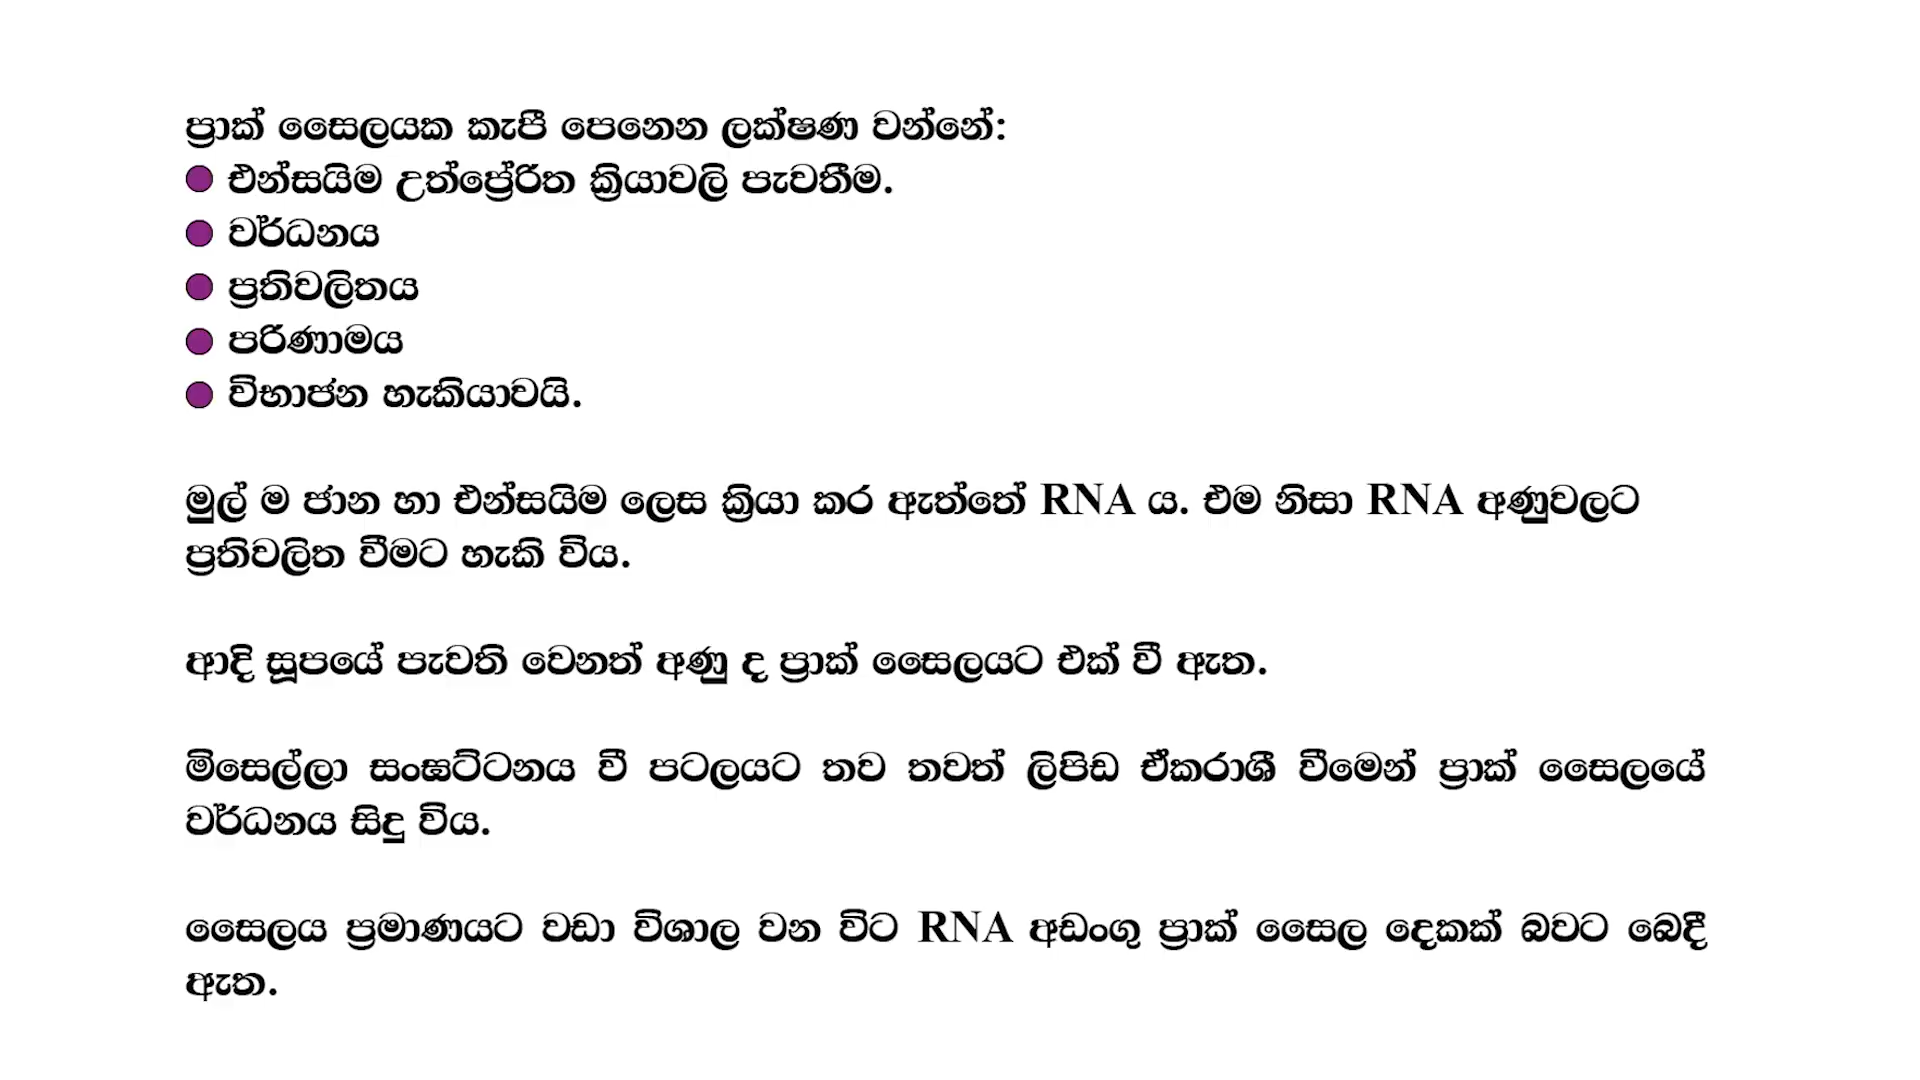 ප්‍රාක් සෛලයක කැපී පෙනෙන ලක්ෂණ වන්නේ:
● එන්සයිම උත්ප්‍රේරිත ක්‍රියාවලි පැවතීම.
● වර්ධනය
● ප්‍රතිවලිතය
● පරිණාමය
● විභාජන හැකියාවයි.
මුල් ම ජාන හා එන්සයිම ලෙස ක්‍රියා කර ඇත්තේ RNA ය. එම නිසා RNA අණුවලට
ප්‍රතිවලිත වීමට හැකි විය.
ආදි සූපයේ පැවති වෙනත් අණු ද ප්‍රාක් සෛලයට එක් වී ඇත.
මිසෙල්ලා සංඝට්ටනය වී පටලයට තව තවත් ලිපිඩ ඒකරාශී වීමෙන් ප්‍රාක් සෛලයේ
වර්ධනය සිදු විය.
සෛලය ප්‍රමාණයට වඩා විශාල වන විට RNA අඩංගු ප්‍රාක් සෛල දෙකක් බවට බෙදී
ඇත.